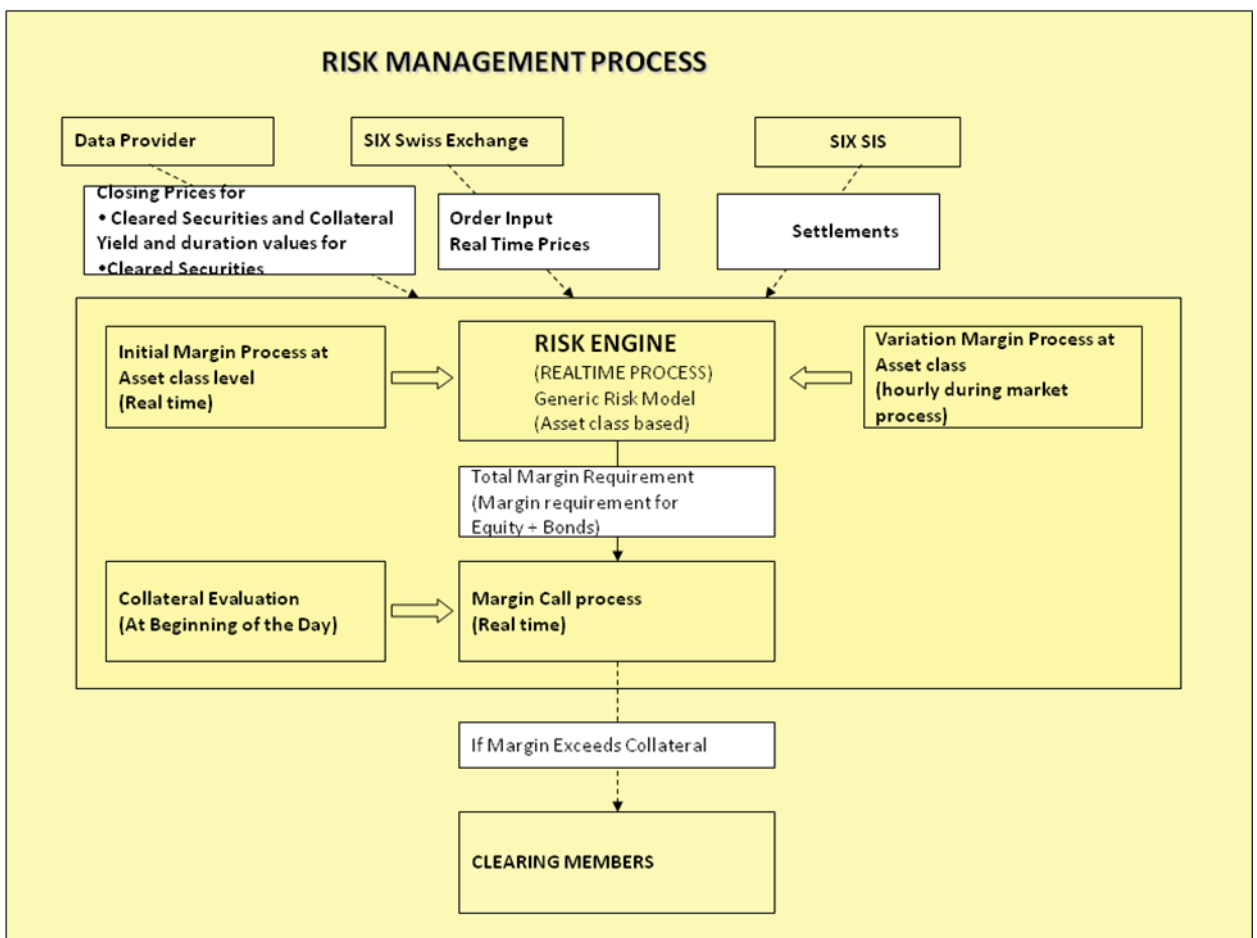 RISK MANAGEMENT PROCESS
Data Provider
SIX Swiss Exchange
SIX SIS
Closing Prices for
• Cleared Securities and Collateral
Yield and duration values for
•Cleared Securities
Order Input
Real Time Prices
Settlements
Initial Margin Process at
Asset class level
(Real time)
RISK ENGINE
(REALTIME PROCESS)
Generic Risk Model
(Asset class based)
Variation Margin Process at
Asset class
(hourly during market
process)
Total Margin Requirement
(Margin requirement for
Equity + Bonds)
Collateral Evaluation
(At Beginning of the Day)
Margin Call process
(Real time)
If Margin Exceeds Collateral
CLEARING MEMBERS